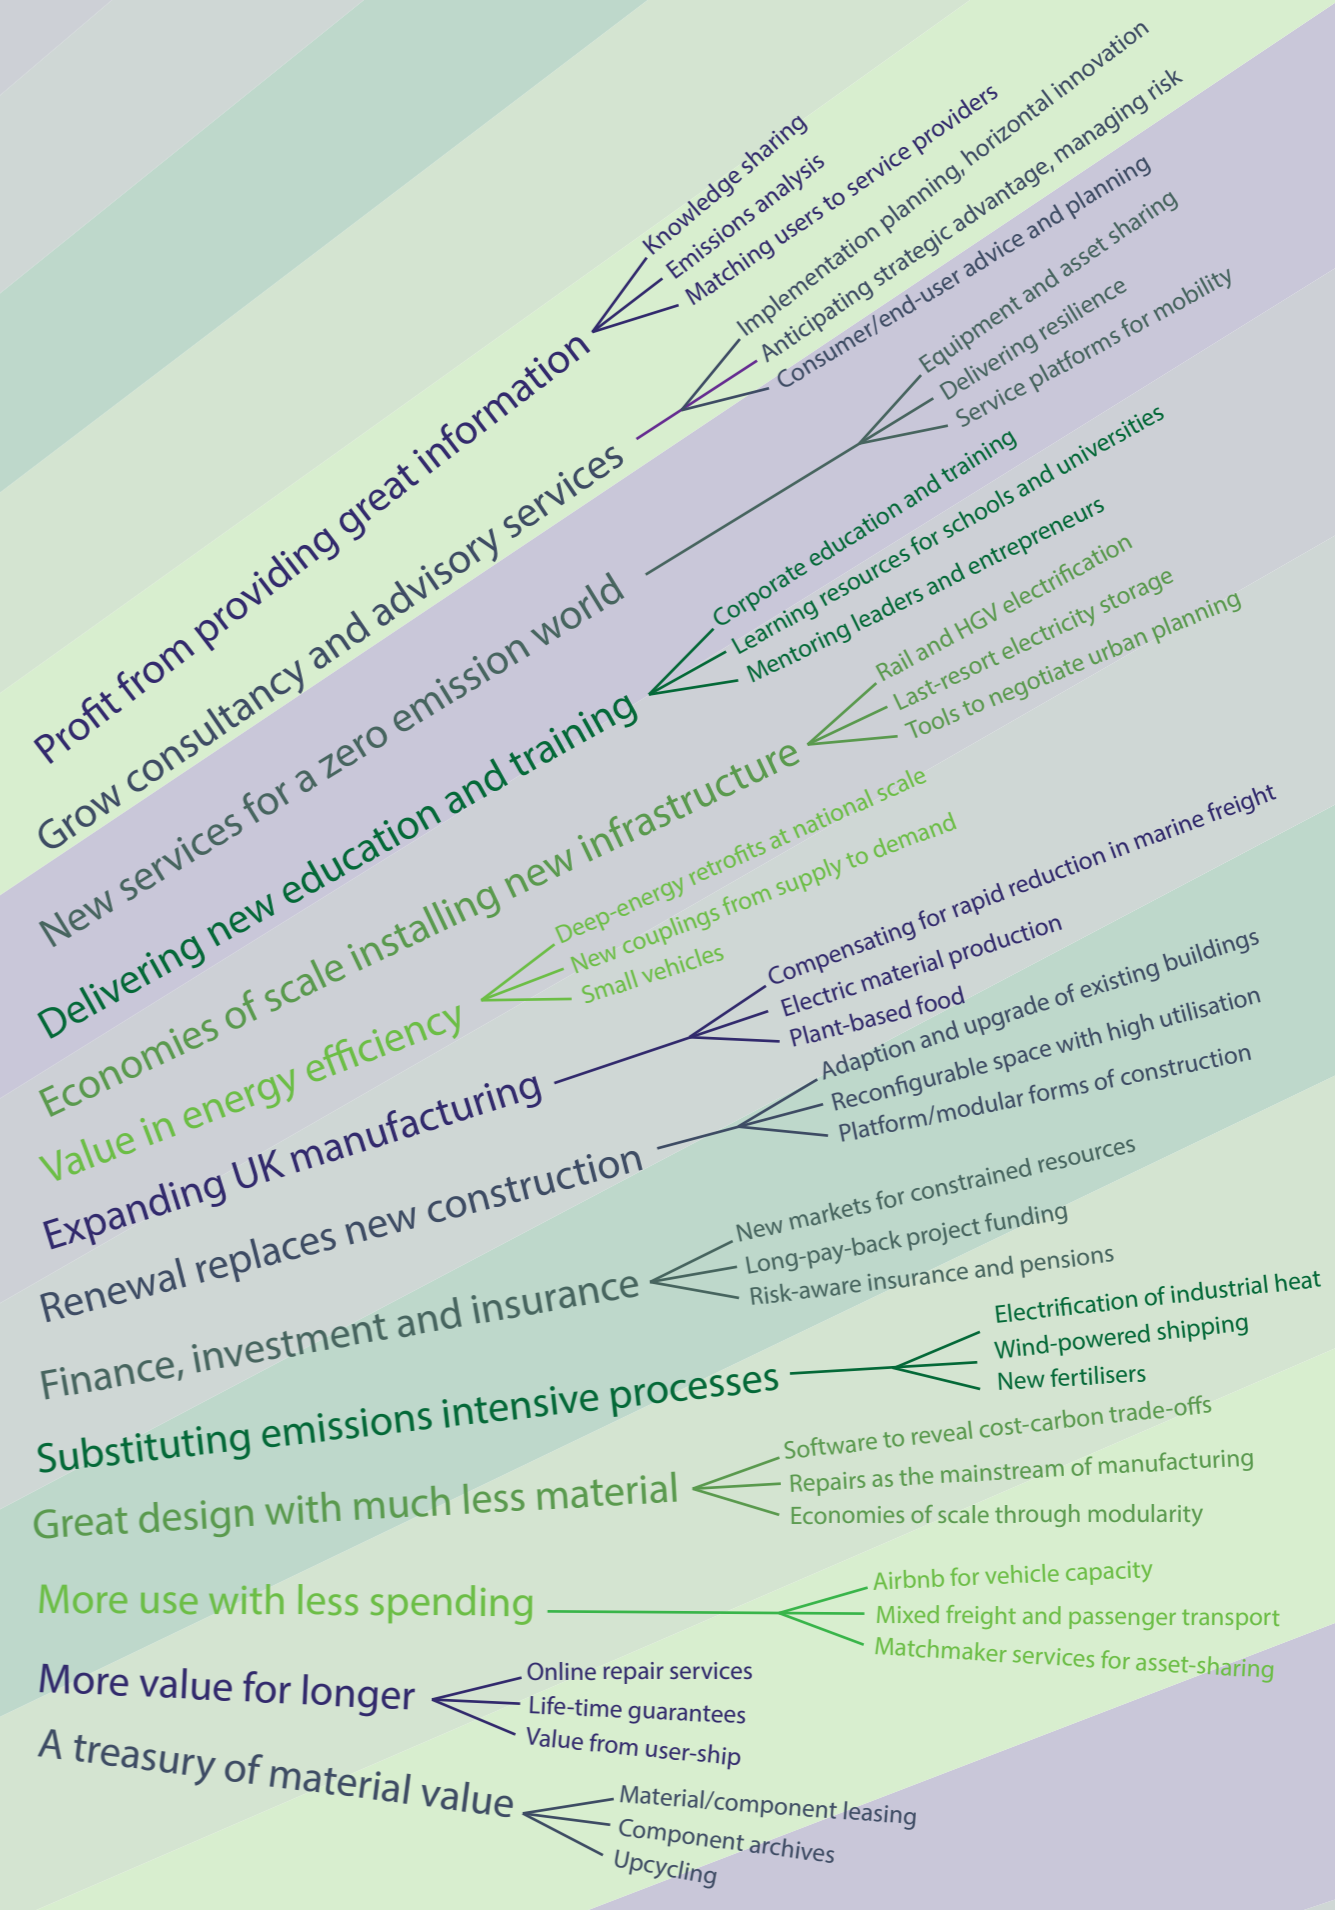 Profit from providing great information
Knowledge sharing
Emissions analysis
Matching users to service providers
Grow consultancy and advisory services
Implementation planning, horizontal innovation
Anticipating strategic advantage, managing risk
Consumer/end-user advice and planning
New services for a zero emission world
Equipment and asset sharing
Delivering resilience
Service platforms for mobility
Delivering new education and training
Corporate education and training
Learning resources for schools and universities
Mentoring leaders and entrepreneurs
Economies of scale installing new infrastructure
Rail and HGV electrification
Last-resort electricity storage
Tools to negotiate urban planning
Value in energy efficiency
Deep-energy retrofits at national scale
New couplings from supply to demand
Small vehicles
Expanding UK manufacturing
Compensating for rapid reduction in marine freight
Electric material production
Plant-based food
Renewal replaces new construction
Adaption and upgrade of existing buildings
Reconfigurable space with high utilisation
Platform/modular forms of construction
Finance, investment and insurance
New markets for constrained resources
Long-pay-back project funding
Risk-aware insurance and pensions
Substituting emissions intensive processes
Electrification of industrial heat
Wind-powered shipping
New fertilisers
Great design with much less material
Software to reveal cost-carbon trade-offs
Repairs as the mainstream of manufacturing
Economies of scale through modularity
More use with less spending
Airbnb for vehicle capacity
Mixed freight and passenger transport
Matchmaker services for asset-sharing
More value for longer
Online repair services
Life-time guarantees
Value from user-ship
A treasury of material value
Material/component leasing
Component archives
Upcycling